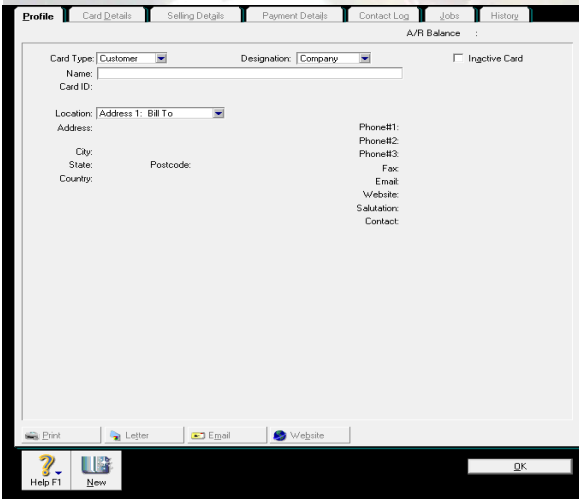 Profile Card Details Selling Details Payment Details Contact Log Jobs History
A/R Balance :
Card Type: Customer Designation: Company Inactive Card
Name:
Card ID:
Location: Address 1: Bill To
Address: Phone#1:
Phone#2:
City: Phone#3:
State: Postcode: Fax:
Country: Email:
Website:
Salutation:
Contact:
Print Letter Email Website
Help F1 New OK